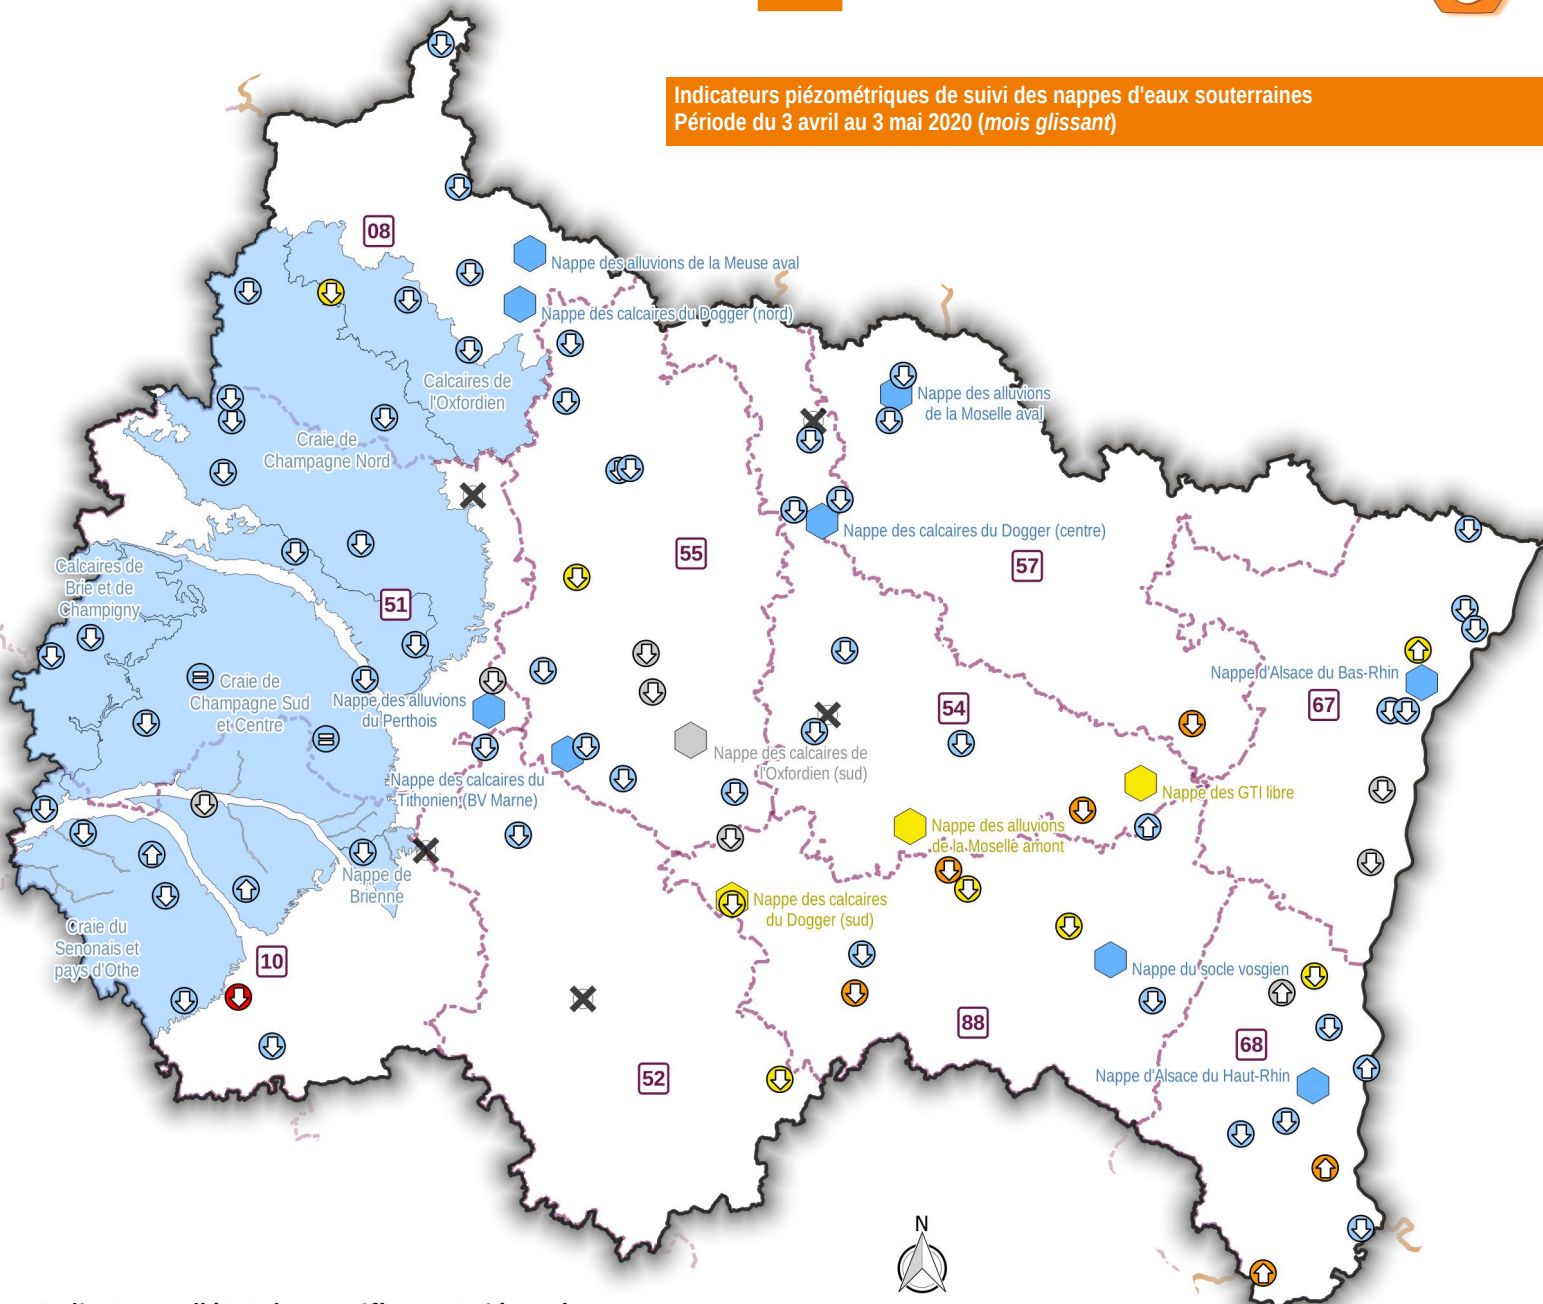 Indicateurs piézométriques de suivi des nappes d'eaux souterraines
Période du 3 avril au 3 mai 2020 (mois glissant)
08
Nappe des alluvions de la Meuse aval
Nappe des calcaires du Dogger (nord)
Calcaires de
l'Oxfordien
Nappe des alluvions
de la Moselle aval
Craie de
Champagne Nord
Nappe des calcaires du Dogger (centre)
55
57
Calcaires de
Brie et de
Champigny
51
Craie de
Champagne Sud
et Centre
Nappe des alluvions
du Perthois
Nappe d'Alsace du Bas-Rhin
67
54
Nappe des calcaires de
l'Oxfordien (sud)
Nappe des calcaires du
Tithonien (BV Marne)
Nappe des GTI libre
Nappe des alluvions
de la Moselle amont
Nappe de
Brienne
Nappe des calcaires
du Dogger (sud)
Craie du
Senonais et
pays d'Othe
10
Nappe du socle vosgien
88
68
52
Nappe d'Alsace du Haut-Rhin
N